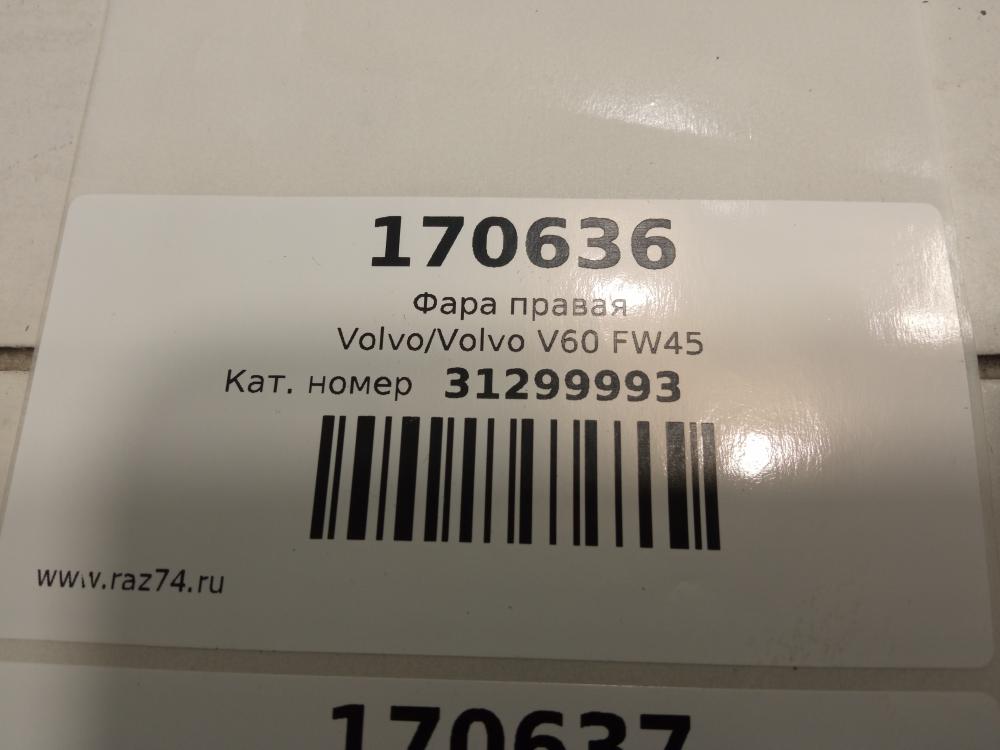 170636
Фара правая
Volvo/Volvo V60 FW45
Кат. номер 31299993
www.raz74.ru
170637